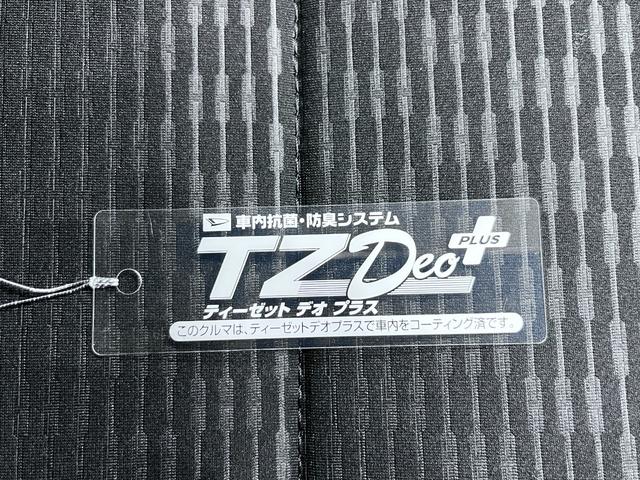 車内抗菌・防臭システム
TZ Deo PLUS
ティーゼット デオ プラス
このクルマは、ティーゼットデオプラスで車内をコーティング済です。